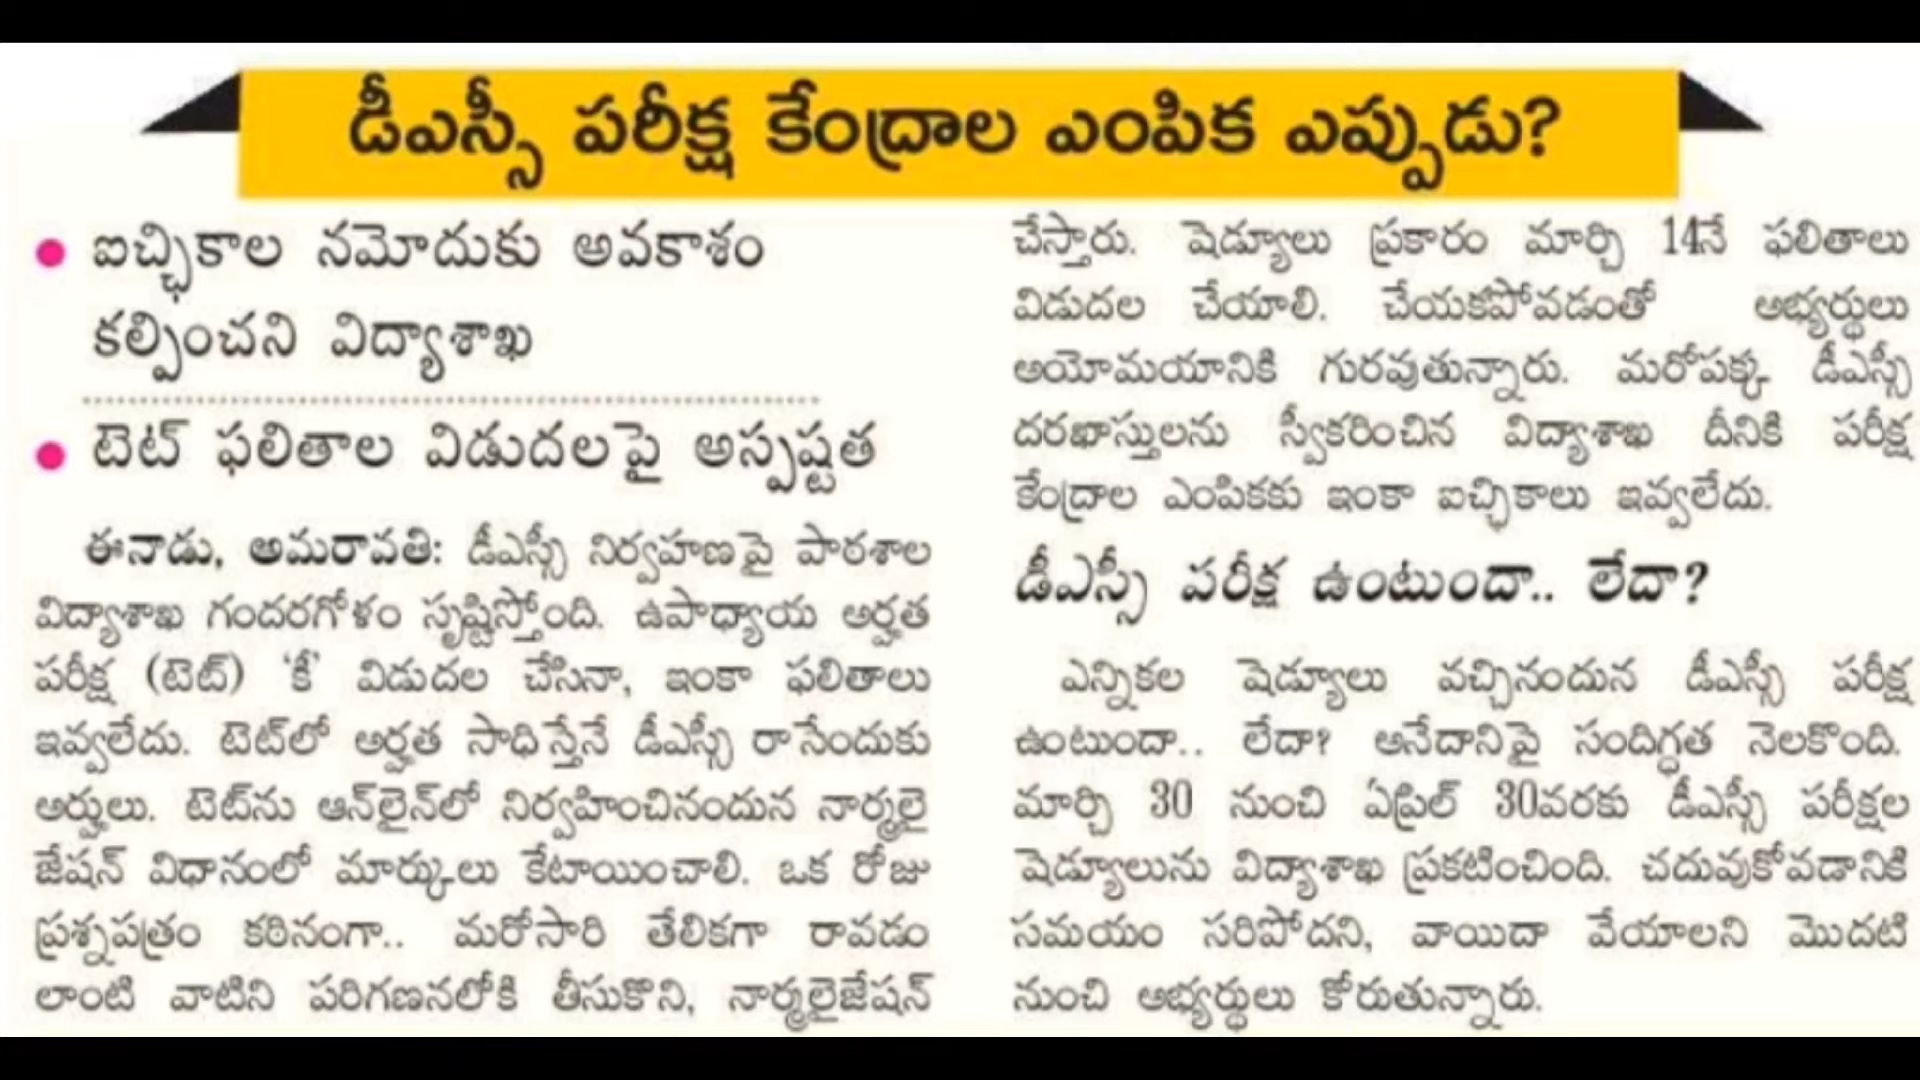 డీఎస్సీ పరీక్ష కేంద్రాల ఎంపిక ఎప్పుడు?
ఐచ్ఛికాల నమోదుకు అవకాశం
కల్పించని విద్యాశాఖ
టెట్ ఫలితాల విడుదలపై అస్పష్టత
ఈనాడు, అమరావతి: డీఎస్సీ నిర్వహణపై పాఠశాల
విద్యాశాఖ గందరగోళం సృష్టిస్తోంది. ఉపాధ్యాయ అర్హత
పరీక్ష (టెట్) ‘కీ’ విడుదల చేసినా, ఇంకా ఫలితాలు
ఇవ్వలేదు. టెట్‌లో అర్హత సాధిస్తేనే డీఎస్సీ రాసేందుకు
అర్హులు. టెట్‌ను ఆన్‌లైన్‌లో నిర్వహించినందున నార్మలై
జేషన్ విధానంలో మార్కులు కేటాయించాలి. ఒక రోజు
ప్రశ్నపత్రం కఠినంగా.. మరోసారి తేలికగా రావడం
లాంటి వాటిని పరిగణనలోకి తీసుకొని, నార్మలైజేషన్
చేస్తారు. షెడ్యూలు ప్రకారం మార్చి 14నే ఫలితాలు
విడుదల చేయాలి. చేయకపోవడంతో అభ్యర్థులు
అయోమయానికి గురవుతున్నారు. మరోపక్క డీఎస్సీ
దరఖాస్తులను స్వీకరించిన విద్యాశాఖ దీనికి పరీక్ష
కేంద్రాల ఎంపికకు ఇంకా ఐచ్ఛికాలు ఇవ్వలేదు.
డీఎస్సీ పరీక్ష ఉంటుందా.. లేదా?
ఎన్నికల షెడ్యూలు వచ్చినందున డీఎస్సీ పరీక్ష
ఉంటుందా.. లేదా? అనేదానిపై సందిగ్ధత నెలకొంది.
మార్చి 30 నుంచి ఏప్రిల్ 30వరకు డీఎస్సీ పరీక్షల
షెడ్యూలును విద్యాశాఖ ప్రకటించింది. చదువుకోవడానికి
సమయం సరిపోదని, వాయిదా వేయాలని మొదటి
నుంచి అభ్యర్థులు కోరుతున్నారు.